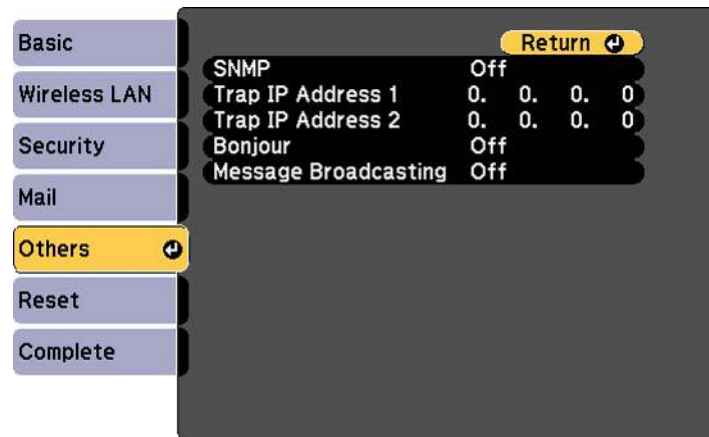 Basic
Wireless LAN
Security
Mail
Others
Reset
Complete
Return
SNMP Off
Trap IP Address 1 0. 0. 0. 0
Trap IP Address 2 0. 0. 0. 0
Bonjour Off
Message Broadcasting Off